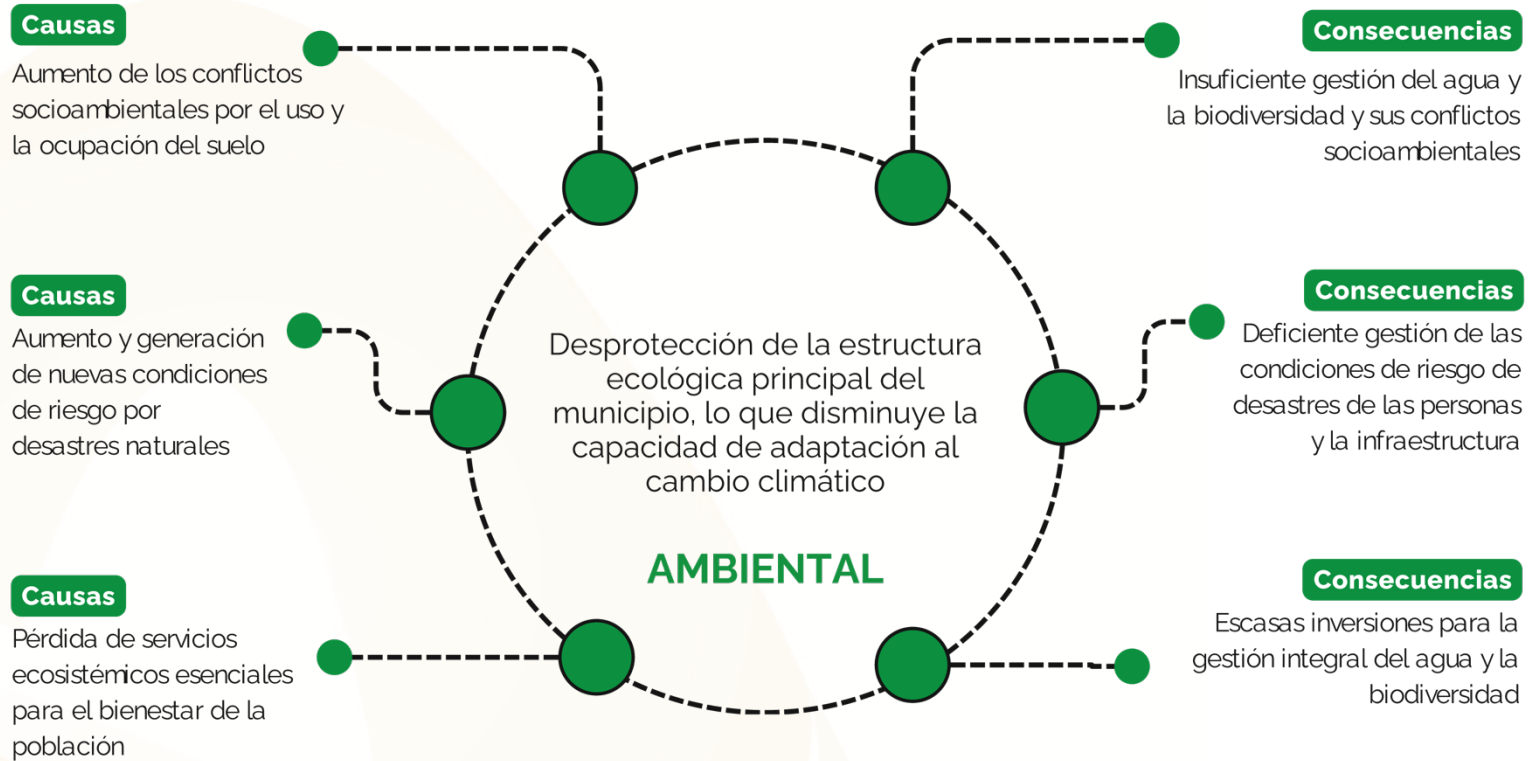 Causas
Aumento de los conflictos
socioambientales por el uso y
la ocupación del suelo
Causas
Aumento y generación
de nuevas condiciones
de riesgo por
desastres naturales
Causas
Pérdida de servicios
ecosistémicos esenciales
para el bienestar de la
población
Desprotección de la estructura
ecológica principal del
municipio, lo que disminuye la
capacidad de adaptación al
cambio climático
AMBIENTAL
Consecuencias
Insuficiente gestión del agua y
la biodiversidad y sus conflictos
socioambientales
Consecuencias
Deficiente gestión de las
condiciones de riesgo de
desastres de las personas
y la infraestructura
Consecuencias
Escasas inversiones para la
gestión integral del agua y la
biodiversidad